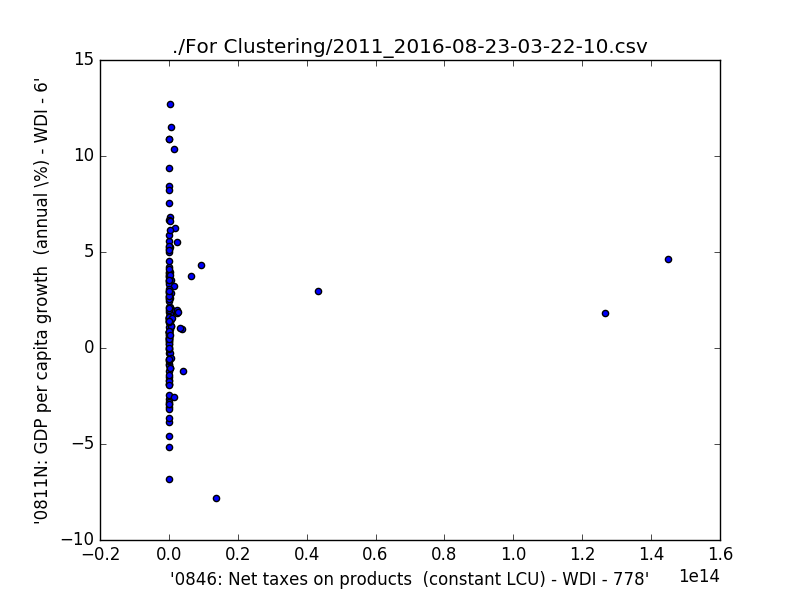 ./For Clustering/2011_2016-08-23-03-22-10.csv
15
10
5
0
−5
−10
'0811N: GDP per capita growth  (annual \%) - WDI - 6'
−0.2 0.0 0.2 0.4 0.6 0.8 1.0 1.2 1.4 1.6
1e14
'0846: Net taxes on products  (constant LCU) - WDI - 778'